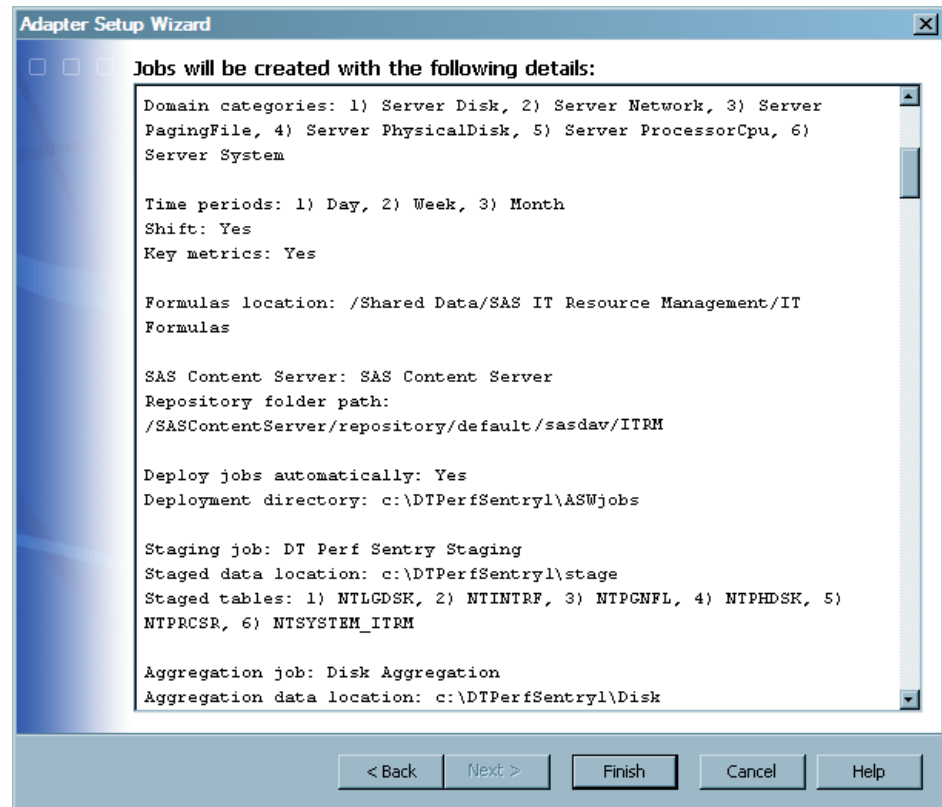 Adapter Setup Wizard
Jobs will be created with the following details:
Domain categories: 1) Server Disk, 2) Server Network, 3) Server
PagingFile, 4) Server PhysicalDisk, 5) Server ProcessorCpu, 6)
Server System
Time periods: 1) Day, 2) Week, 3) Month
Shift: Yes
Key metrics: Yes
Formulas location: /Shared Data/SAS IT Resource Management/IT
Formulas
SAS Content Server: SAS Content Server
Repository folder path:
/SASContentServer/repository/default/sasdav/ITRM
Deploy jobs automatically: Yes
Deployment directory: c:\DTPerfSentry1\ASWjobs
Staging job: DT Perf Sentry Staging
Staged data location: c:\DTPerfSentry1\stage
Staged tables: 1) NTLGDSK, 2) NTINTRF, 3) NTPGNFL, 4) NTPHDSK, 5)
NTPRCSR, 6) NTSYSTEM_ITRM
Aggregation job: Disk Aggregation
Aggregation data location: c:\DTPerfSentry1\Disk
< Back Next > Finish Cancel Help